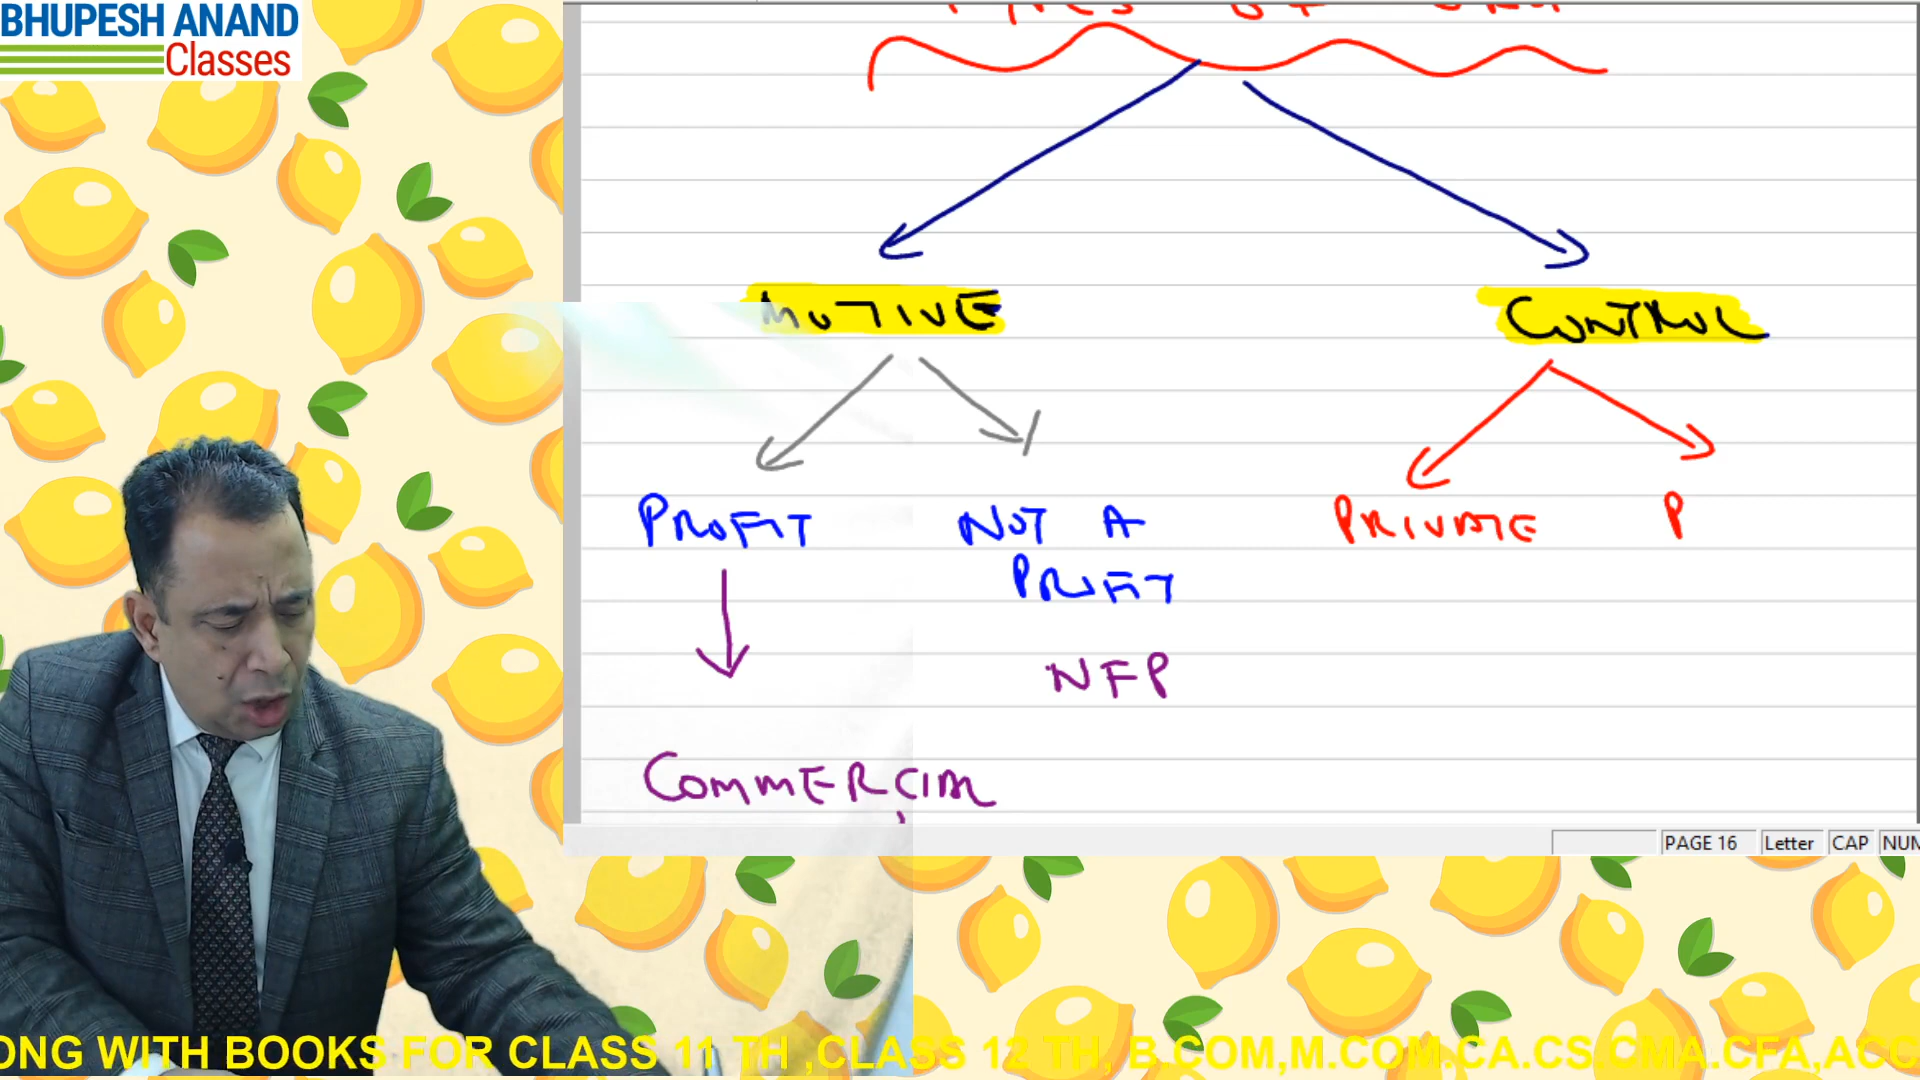 BHUPESH ANAND
Classes
MOTIVE
CONTROL
PROFIT NOT A PRIVATE P
PROFIT
NFP
COMMERCIAL
PAGE 16 Letter CAP NUM
ONG WITH BOOKS FOR CLASS 11 TH ,CLASS 12 TH, B.COM,M.COM.CA.CS.CMA.CFA,ACC